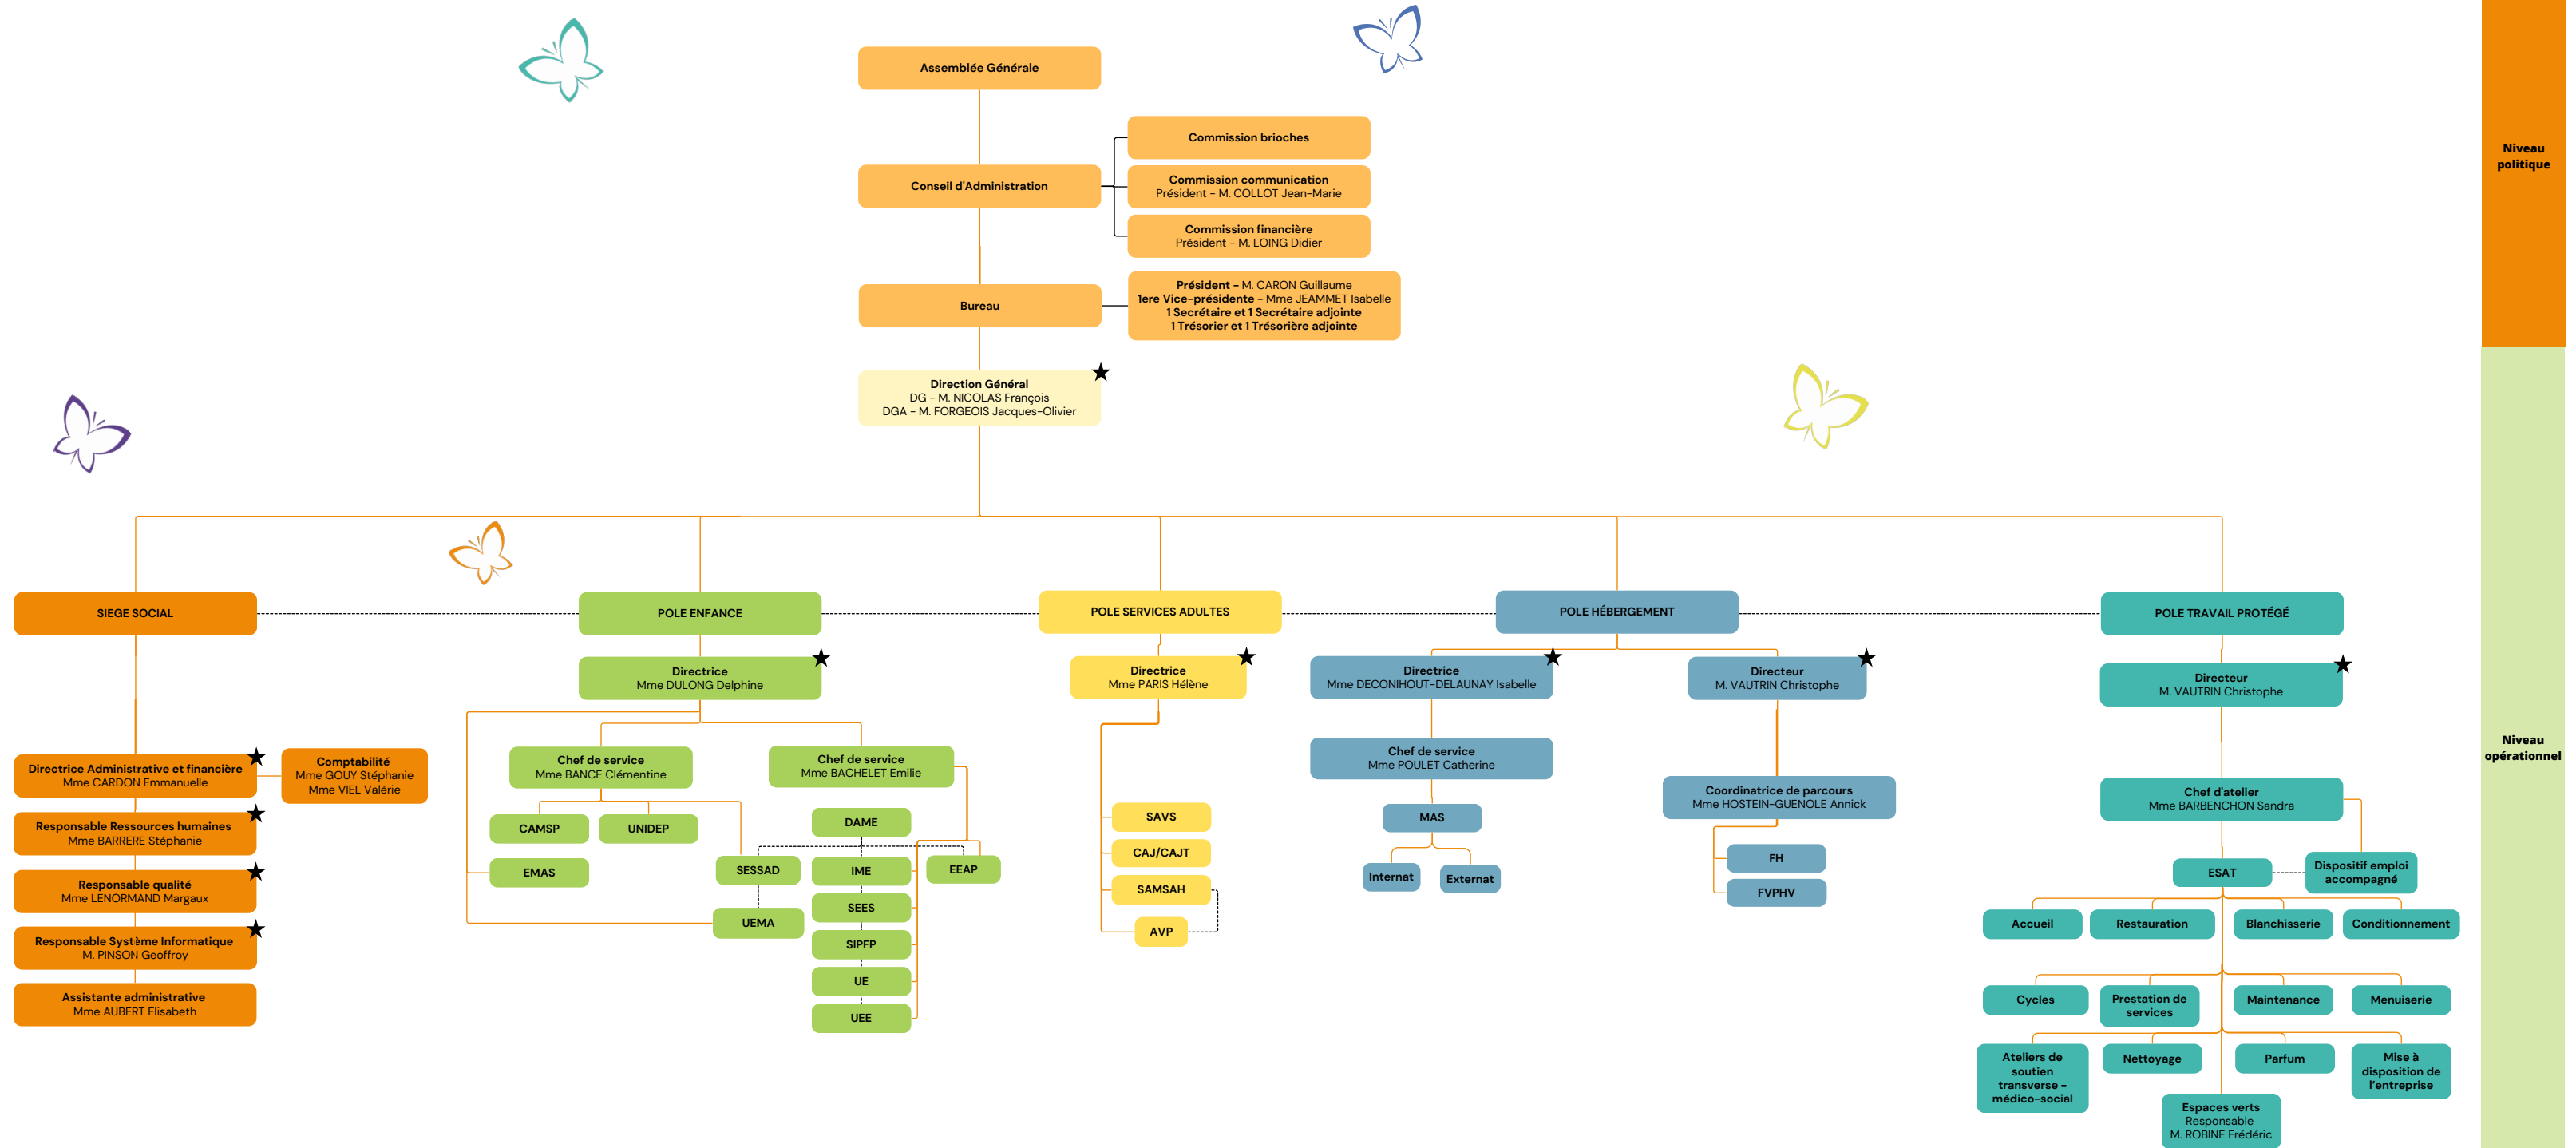 Assemblée Générale
Commission brioches
Conseil d'Administration
Commission communication
Président - M. COLLOT Jean-Marie
Commission financière
Président - M. LOING Didier
Bureau
Président - M. CARON Guillaume
1ere Vice-présidente - Mme JEAMMET Isabelle
1 Secrétaire et 1 Secrétaire adjointe
1 Trésorier et 1 Trésorière adjointe
Niveau
politique
Direction Général
DG - M. NICOLAS François
DGA - M. FORGEOIS Jacques-Olivier
Niveau
opérationnel
SIEGE SOCIAL
Directrice Administrative et financière
Mme CARDON Emmanuelle
Comptabilité
Mme GOUY Stéphanie
Mme VIEL Valérie
Responsable Ressources humaines
Mme BARRERE Stéphanie
Responsable qualité
Mme LENORMAND Margaux
Responsable Système Informatique
M. PINSON Geoffroy
Assistante administrative
Mme AUBERT Elisabeth
POLE ENFANCE
Directrice
Mme DULONG Delphine
Chef de service
Mme BANCE Clémentine
Chef de service
Mme BACHELET Emilie
CAMSP
UNIDEP
EMAS
SESSAD
UEMA
DAME
IME
SEES
SIPFP
UE
UEE
EEAP
POLE SERVICES ADULTES
Directrice
Mme PARIS Hélène
SAVS
CAJ/CAJT
SAMSAH
AVP
POLE HÉBERGEMENT
Directrice
Mme DECONIHOUT-DELAUNAY Isabelle
Chef de service
Mme POULET Catherine
MAS
Internat
Externat
Directeur
M. VAUTRIN Christophe
Coordinatrice de parcours
Mme HOSTEIN-GUENOLE Annick
FH
FVPHV
POLE TRAVAIL PROTÉGÉ
Directeur
M. VAUTRIN Christophe
Chef d'atelier
Mme BARBENCHON Sandra
ESAT
Dispositif emploi
accompagné
Accueil
Restauration
Blanchisserie
Conditionnement
Cycles
Prestation de
services
Maintenance
Menuiserie
Ateliers de
soutien
transverse -
médico-social
Nettoyage
Parfum
Mise à
disposition de
l'entreprise
Espaces verts
Responsable
M. ROBINE Frédéric